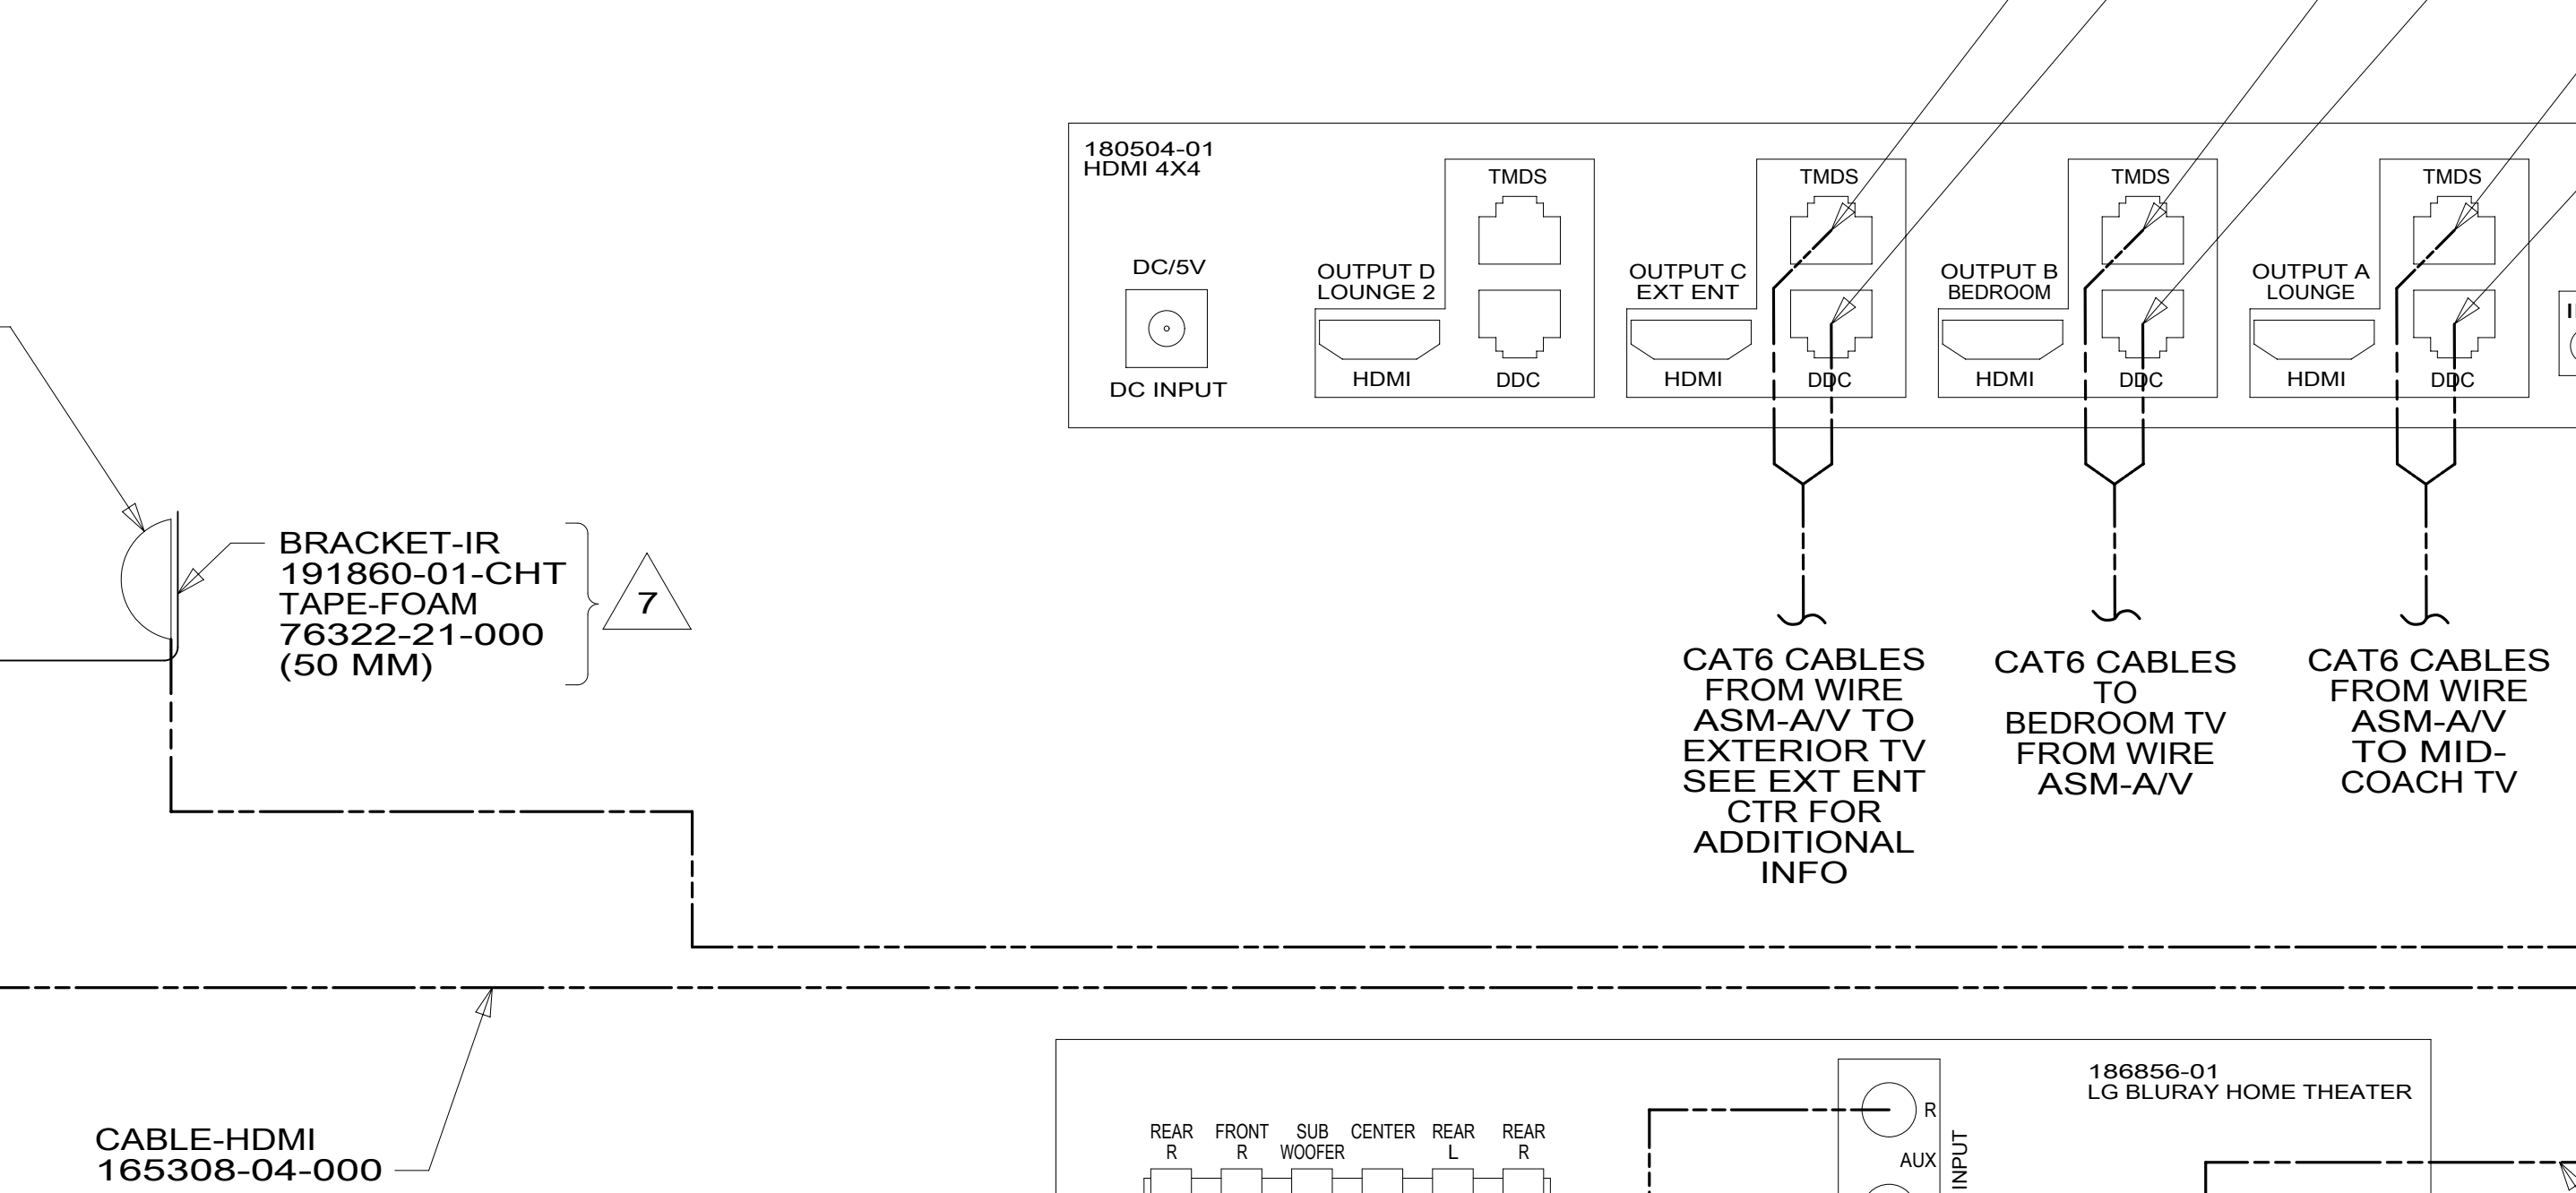 180504-01
HDMI 4X4
DC/5V
DC INPUT
OUTPUT D
LOUNGE 2
HDMI
TMDS
DDC
OUTPUT C
EXT ENT
HDMI
TMDS
DDC
OUTPUT B
BEDROOM
HDMI
TMDS
DDC
OUTPUT A
LOUNGE
HDMI
TMDS
DDC
BRACKET-IR
191860-01-CHT
TAPE-FOAM
76322-21-000
(50 MM)
7
CAT6 CABLES
FROM WIRE
ASM-A/V TO
EXTERIOR TV
SEE EXT ENT
CTR FOR
ADDITIONAL
INFO
CAT6 CABLES
TO
BEDROOM TV
FROM WIRE
ASM-A/V
CAT6 CABLES
FROM WIRE
ASM-A/V
TO MID-
COACH TV
CABLE-HDMI
165308-04-000
186856-01
LG BLURAY HOME THEATER
REAR
R
FRONT
R
SUB
WOOFER
CENTER
REAR
L
REAR
R
R
AUX
INPUT